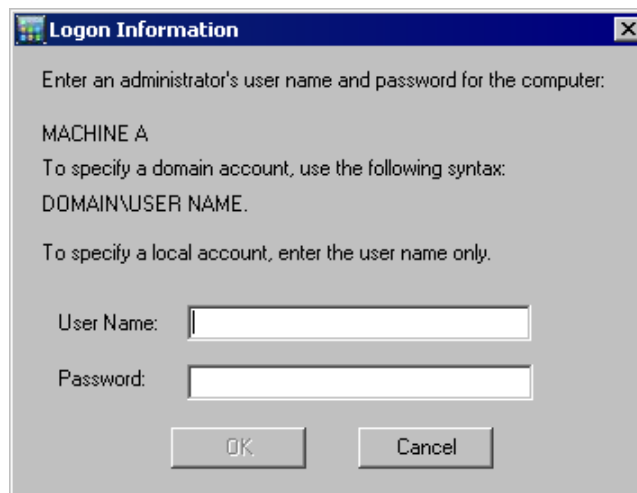 Logon Information
Enter an administrator's user name and password for the computer:
MACHINE A
To specify a domain account, use the following syntax:
DOMAIN\USER NAME.
To specify a local account, enter the user name only.
User Name:
Password:
OK Cancel